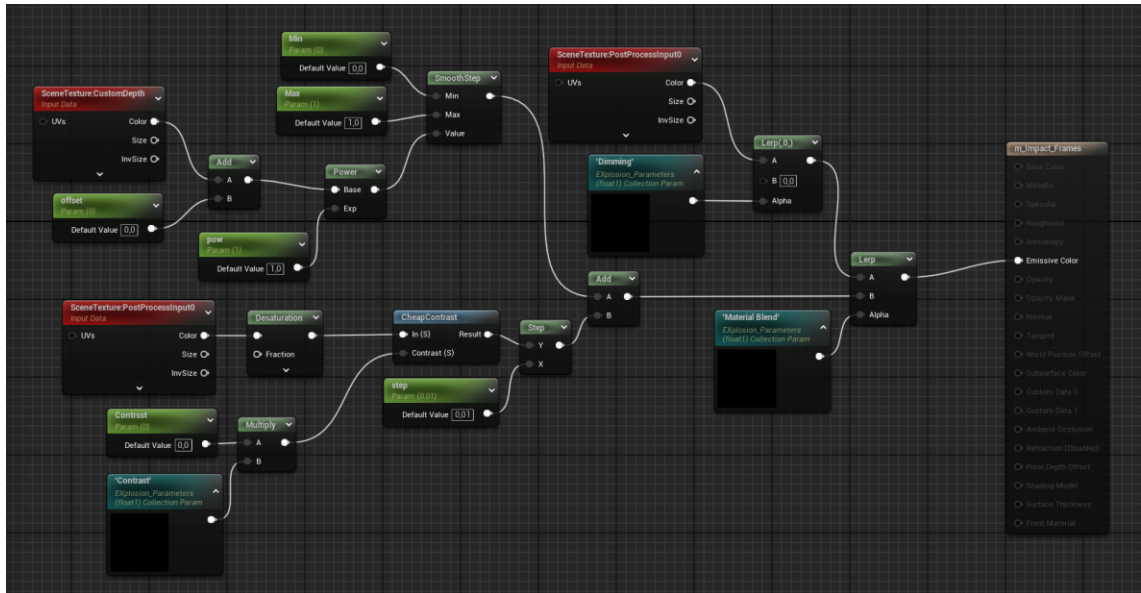 Min
Param (0)
Default Value 0,0
Max
Param (1)
Default Value 1,0
SmoothStep
Min
Max
Value
SceneTexture:CustomDepth
Input Data
UVs
Color
Size
InvSize
Add
A
B
offset
Param (0)
Default Value 0,0
Power
Base
Exp
pow
Param (1)
Default Value 1,0
SceneTexture:PostProcessInput0
Input Data
UVs
Color
Size
InvSize
Lerp(,0,)
A
B 0,0
Alpha
'Dimming'
EXplosion_Parameters
(float1) Collection Param
SceneTexture:PostProcessInput0
Input Data
UVs
Color
Size
InvSize
Desaturation
Fraction
CheapContrast
In (S)
Result
Contrast (S)
Step
Y
X
step
Param (0.01)
Default Value 0,01
Add
A
B
Contrsst
Param (0)
Default Value 0,0
Multiply
A
B
'Contrast'
EXplosion_Parameters
(float1) Collection Param
'Material Blend'
EXplosion_Parameters
(float1) Collection Param
Lerp
A
B
Alpha
m_Impact_Frames
Base Color
Metallic
Specular
Roughness
Anisotropy
Emissive Color
Opacity
Opacity Mask
Normal
Tangent
World Position Offset
Subsurface Color
Custom Data 0
Custom Data 1
Ambient Occlusion
Refraction (Disabled)
Pixel Depth Offset
Shading Model
Surface Thickness
Front Material